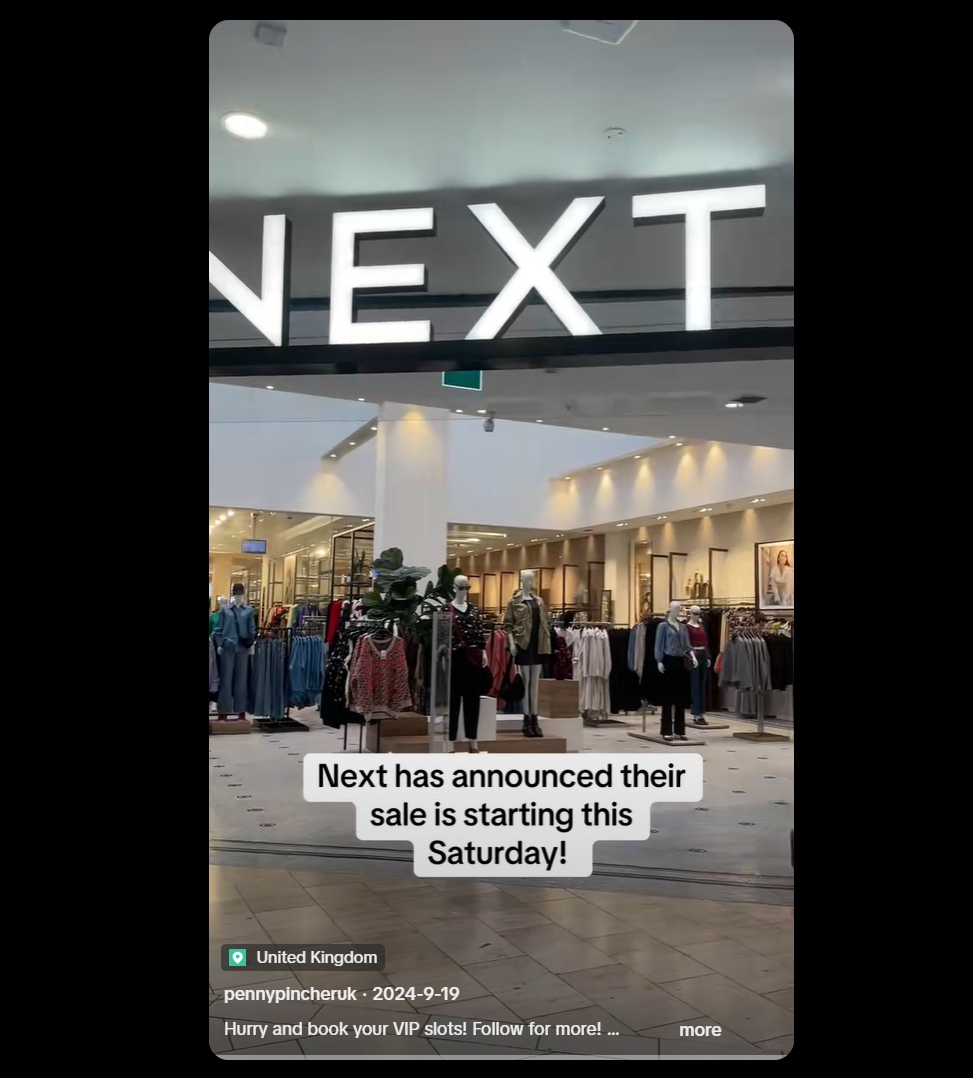 NEXT
Next has announced their
sale is starting this
Saturday!
United Kingdom
pennypincheruk · 2024-9-19
Hurry and book your VIP slots! Follow for more! ...
more